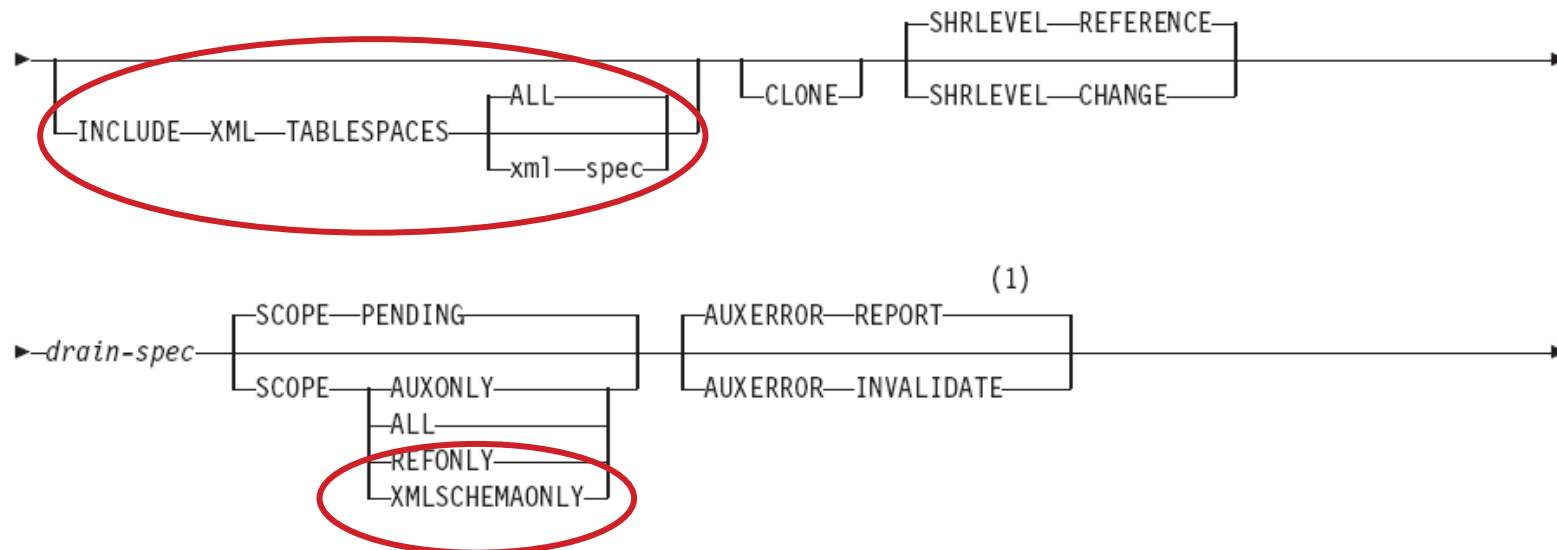 SHRLEVEL REFERENCE
CLONE
SHRLEVEL CHANGE
ALL
INCLUDE XML TABLESPACES
xml spec
(1)
SCOPE PENDING
AUXERROR REPORT
drain-spec
SCOPE AUXONLY
AUXERROR INVALIDATE
ALL
REFONLY
XMLSCHEMAONLY